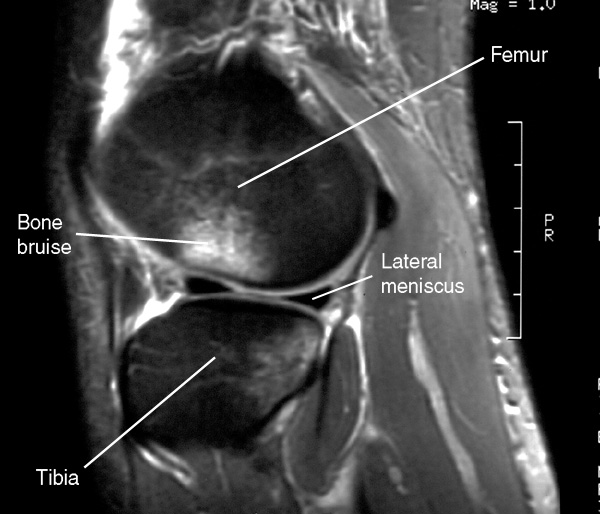 Mag = 1.0
Femur
P
R
Bone
bruise
Lateral
meniscus
Tibia